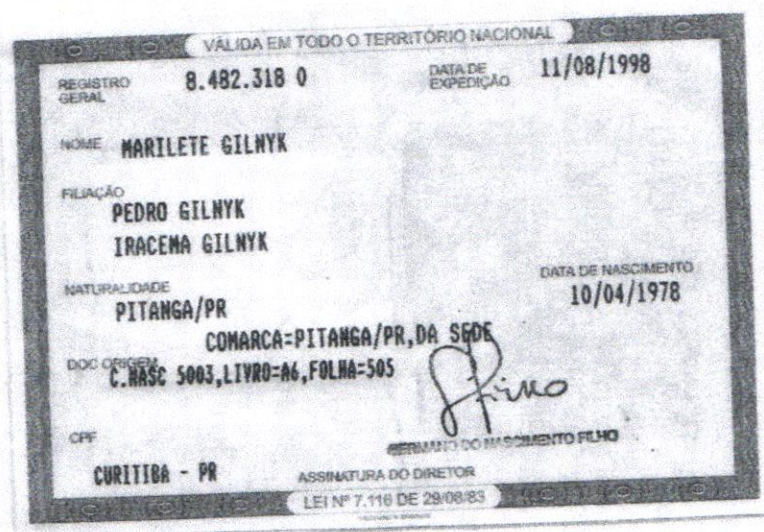 VÁLIDA EM TODO O TERRITÓRIO NACIONAL
REGISTRO GERAL 8.482.318 0 DATA DE EXPEDIÇÃO 11/08/1998
NOME MARILETE GILNYK
FILIAÇÃO
PEDRO GILNYK
IRACEMA GILNYK
NATURALIDADE DATA DE NASCIMENTO
PITANGA/PR 10/04/1978
COMARCA=PITANGA/PR,DA SEDE
DOC ORIGEM
C.NASC 5003,LIVRO=A6,FOLHA=505
CPF
GERMANO DO NASCIMENTO FILHO
CURITIBA - PR ASSINATURA DO DIRETOR
LEI Nº 7.116 DE 29/08/83